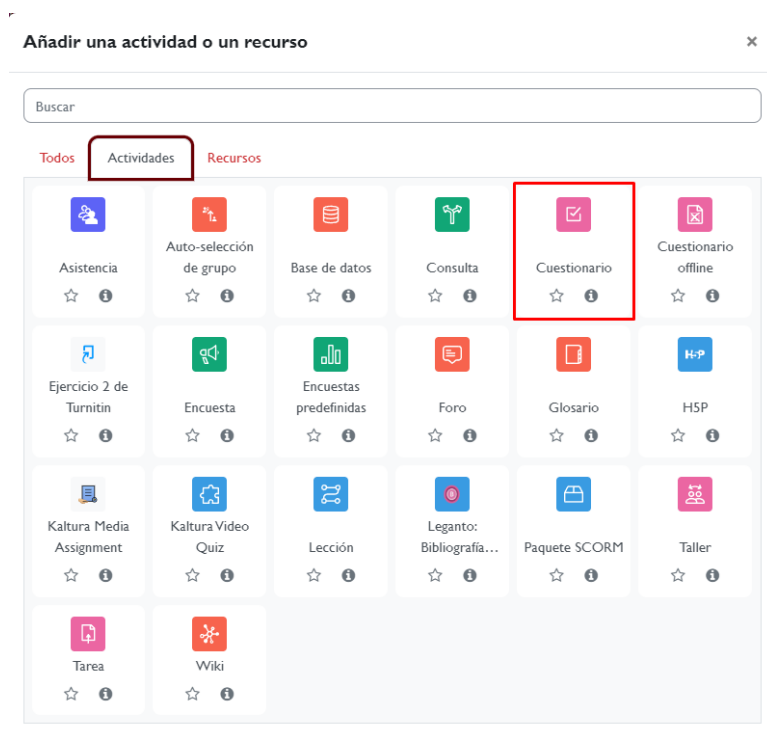 Añadir una actividad o un recurso
×
Buscar
Todos Actividades Recursos
Asistencia
Auto-selección
de grupo
Base de datos
Consulta
Cuestionario
Cuestionario
offline
Ejercicio 2 de
Turnitin
Encuesta
Encuestas
predefinidas
Foro
Glosario
H5P
H5P
Kaltura Media
Assignment
Kaltura Video
Quiz
Lección
Leganto:
Bibliografía...
Paquete SCORM
Taller
Tarea
Wiki